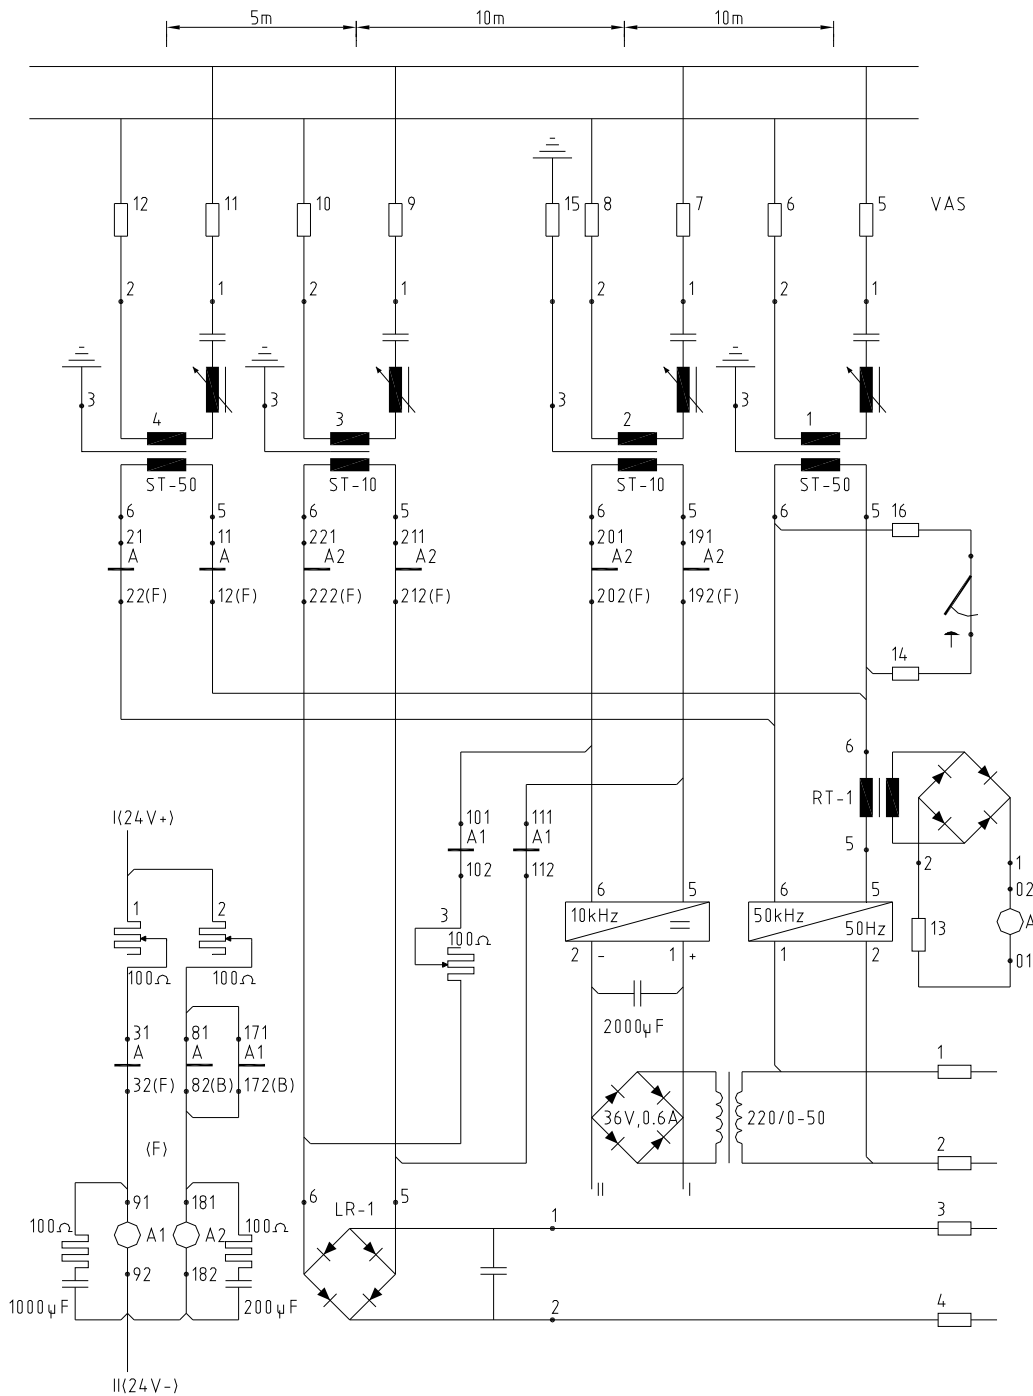 5m 10m 10m
12 11 10 9 15 8 7 6 5 VAS
2 1 2 1 2 1 2 1
3 3 3 3
4 3 2 1
ST-50 ST-10 ST-10 ST-50
6 5 6 5 6 5 6 5 16
21 11 221 211 201 191
A A A2 A2 A2 A2
22(F) 12(F) 222(F) 212(F) 202(F) 192(F)
14
6
RT-1
I(24V+) 101 111
A1 A1
102 112 5 2 1
02
6 5 6 5
1 2 3 10kHz 50kHz 13 A
100Ω 50Hz
2 - 1 + 1 2 01
100Ω 100Ω
2000μF
31 81 171
A A A1 1
32(F) 82(B) 172(B)
36V,0.6A 220/0-50
(F) 2
II I
91 181 6 LR-1 5 1 3
100Ω A1 A2 100Ω
92 182
1000μF 200μF 2 4
II(24V-)